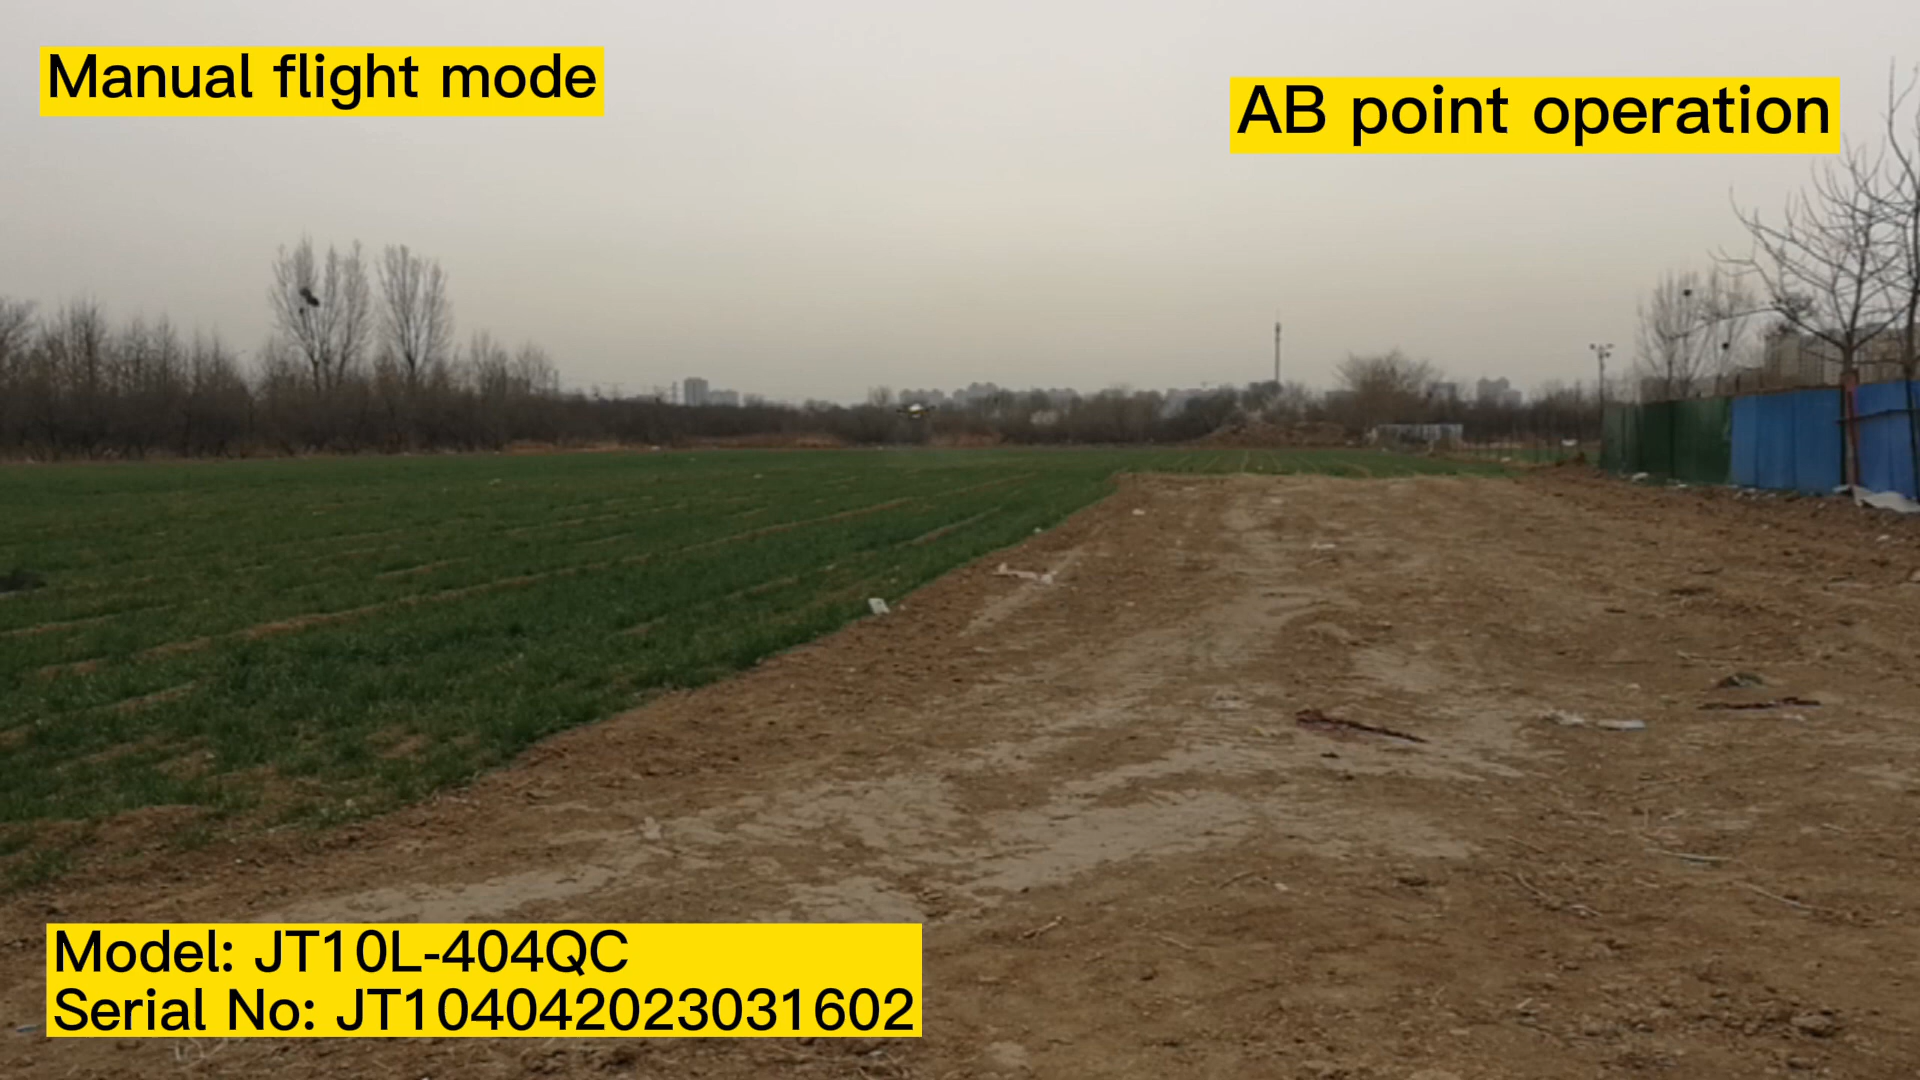 Manual flight mode
AB point operation
Model: JT10L-404QC
Serial No: JT104042023031602